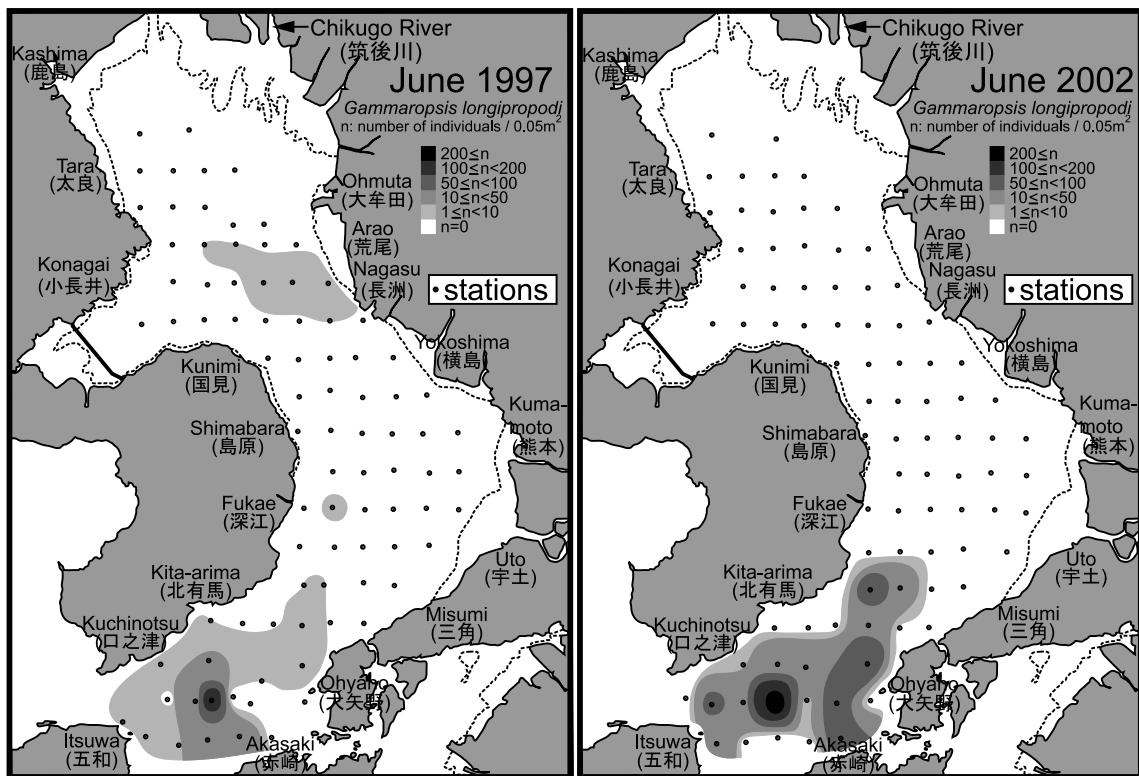 Chikugo River
(筑後川)
Kashima
(鹿島)
June 1997
Gammaropsis longipropodi
n: number of individuals / 0.05m²
200≦n
100≦n<200
50≦n<100
10≦n<50
1≦n<10
n=0
Tara
(太良)
Ohmuta
(大牟田)
Arao
(荒尾)
Konagai
(小長井)
Nagasu
(長洲)
stations
Yokoshima
(横島)
Kunimi
(国見)
Kuma-
moto
(熊本)
Shimabara
(島原)
Fukae
(深江)
Uto
(宇土)
Kita-arima
(北有馬)
Misumi
(三角)
Kuchinotsu
(口之津)
Ohyano
(大矢野)
Itsuwa
(五和)
Akasaki
(赤崎)
Chikugo River
(筑後川)
Kashima
(鹿島)
June 2002
Gammaropsis longipropodi
n: number of individuals / 0.05m²
200≦n
100≦n<200
50≦n<100
10≦n<50
1≦n<10
n=0
Tara
(太良)
Ohmuta
(大牟田)
Arao
(荒尾)
Konagai
(小長井)
Nagasu
(長洲)
stations
Yokoshima
(横島)
Kunimi
(国見)
Kuma-
moto
(熊本)
Shimabara
(島原)
Fukae
(深江)
Uto
(宇土)
Kita-arima
(北有馬)
Misumi
(三角)
Kuchinotsu
(口之津)
Ohyano
(大矢野)
Itsuwa
(五和)
Akasaki
(赤崎)